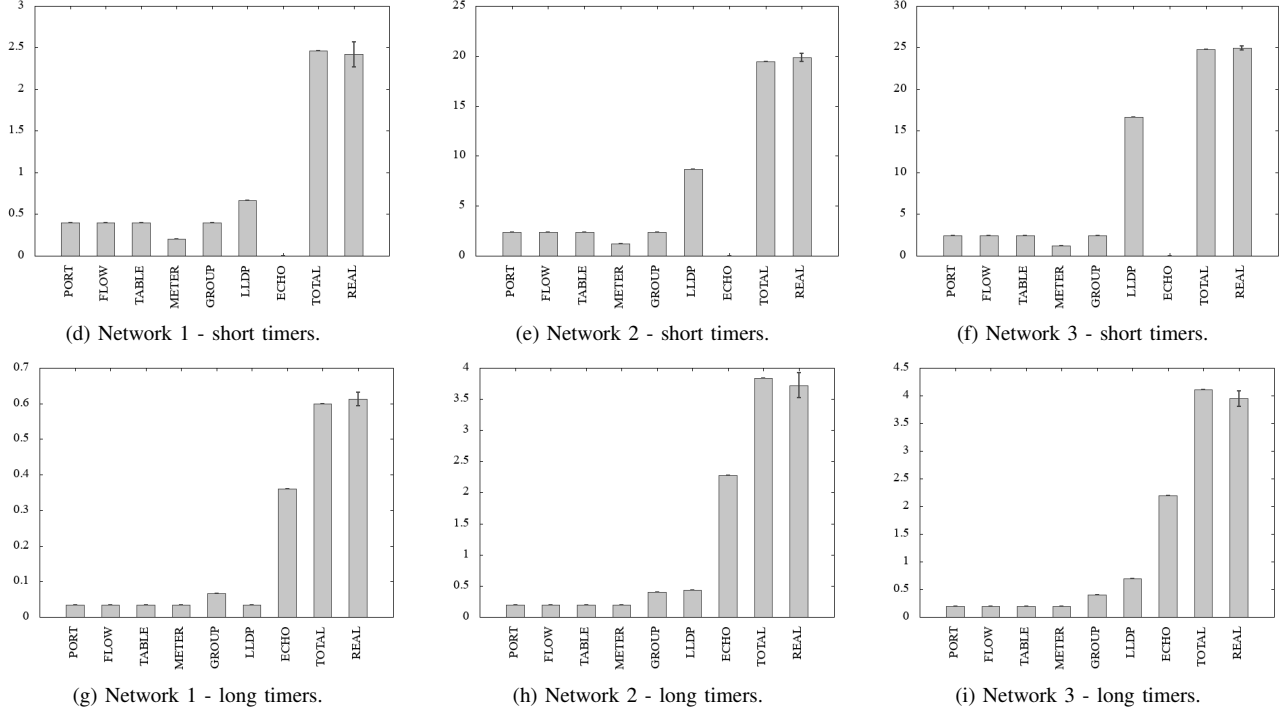 3
2.5
2
1.5
1
0.5
0
PORT
FLOW
TABLE
METER
GROUP
LLDP
ECHO
TOTAL
REAL
(d) Network 1 - short timers.
25
20
15
10
5
0
PORT
FLOW
TABLE
METER
GROUP
LLDP
ECHO
TOTAL
REAL
(e) Network 2 - short timers.
30
25
20
15
10
5
0
PORT
FLOW
TABLE
METER
GROUP
LLDP
ECHO
TOTAL
REAL
(f) Network 3 - short timers.
0.7
0.6
0.5
0.4
0.3
0.2
0.1
0
PORT
FLOW
TABLE
METER
GROUP
LLDP
ECHO
TOTAL
REAL
(g) Network 1 - long timers.
4
3.5
3
2.5
2
1.5
1
0.5
0
PORT
FLOW
TABLE
METER
GROUP
LLDP
ECHO
TOTAL
REAL
(h) Network 2 - long timers.
4.5
4
3.5
3
2.5
2
1.5
1
0.5
0
PORT
FLOW
TABLE
METER
GROUP
LLDP
ECHO
TOTAL
REAL
(i) Network 3 - long timers.